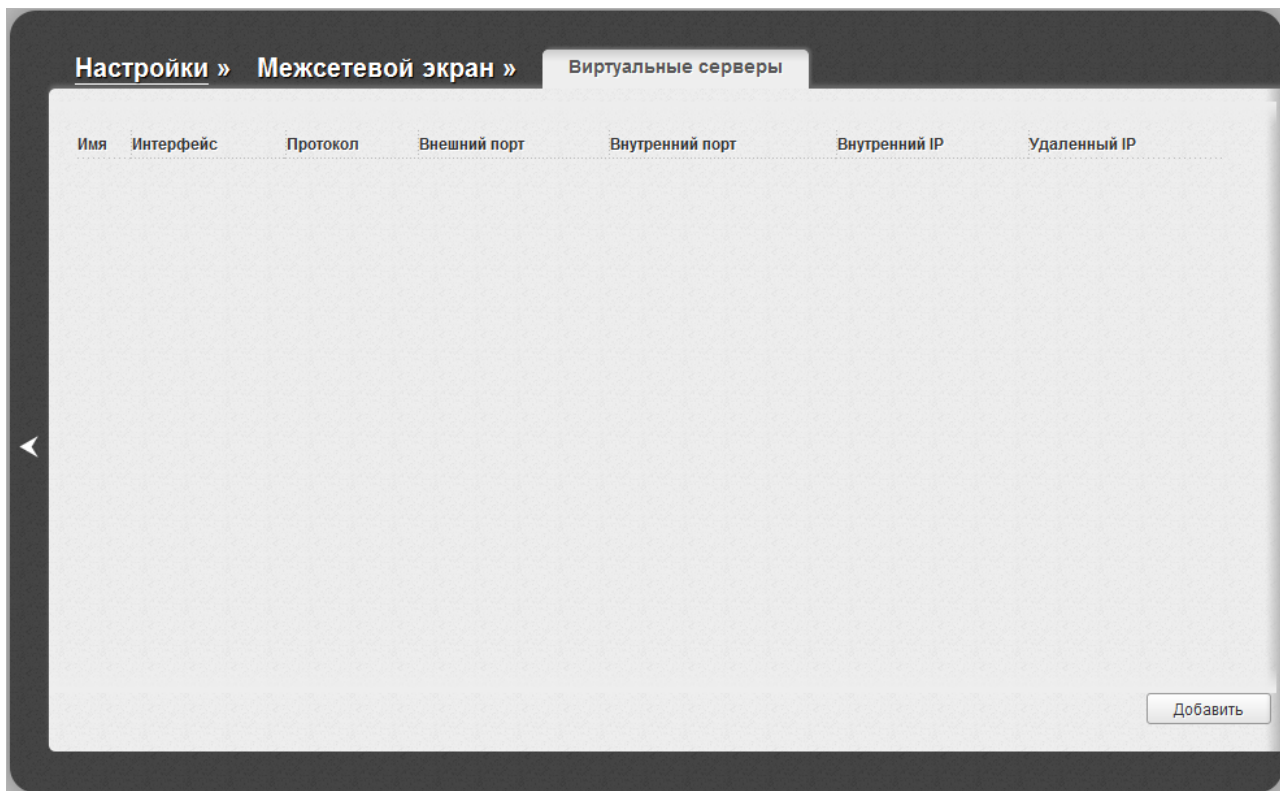 Настройки » Межсетевой экран » Виртуальные серверы
Имя Интерфейс Протокол Внешний порт Внутренний порт Внутренний IP Удаленный IP
Добавить